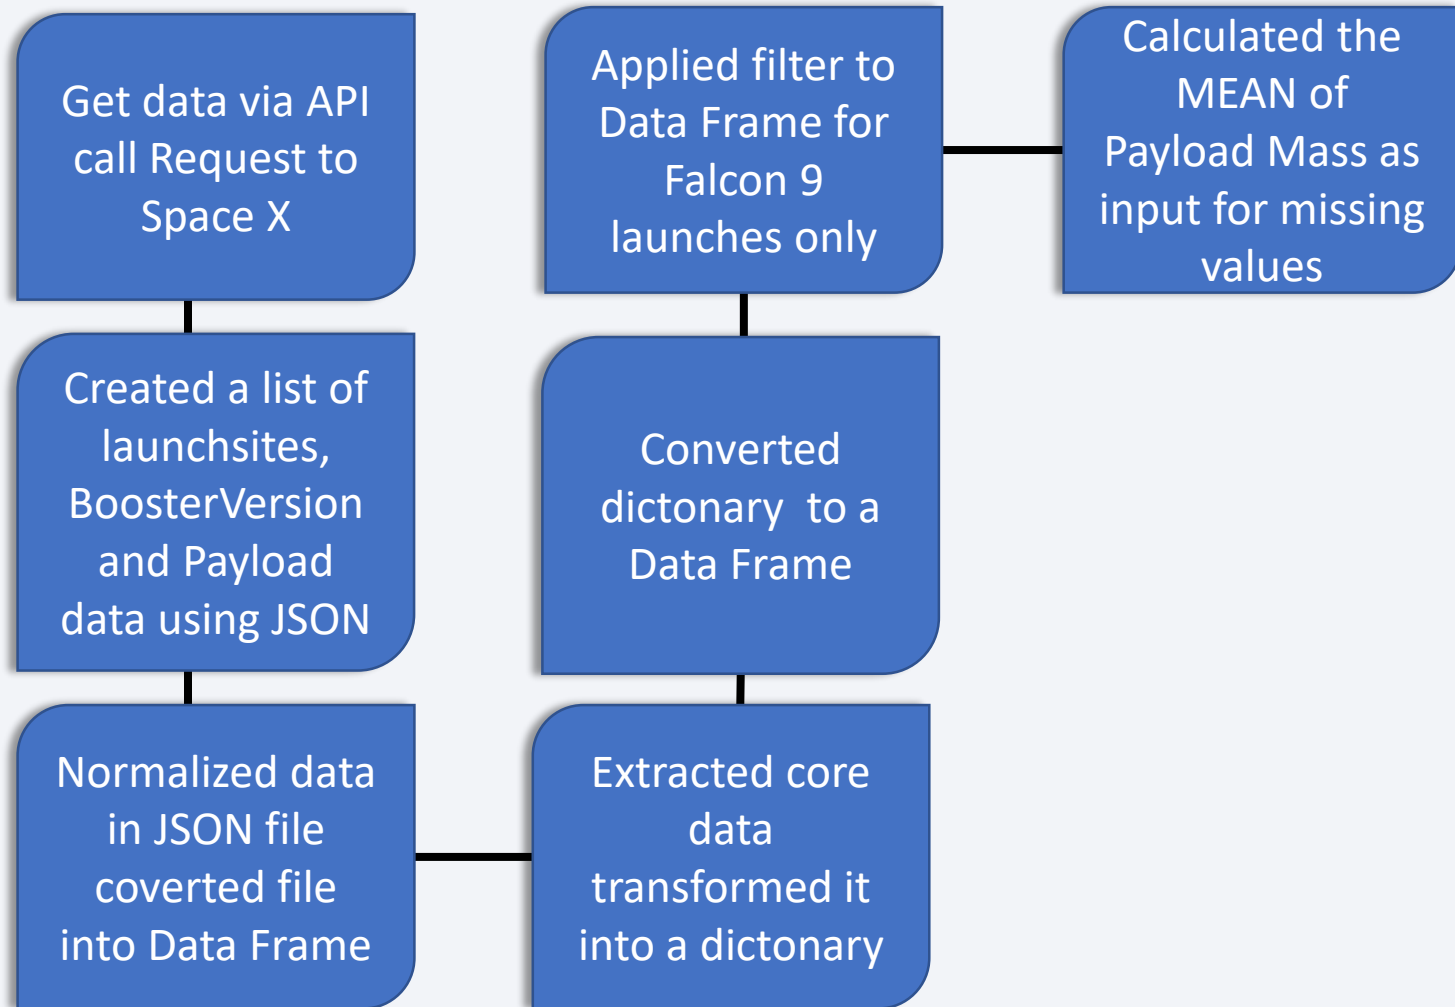 Get data via API
call Request to
Space X
Created a list of
launchsites,
BoosterVersion
and Payload
data using JSON
Normalized data
in JSON file
coverted file
into Data Frame
Extracted core
data
transformed it
into a dictonary
Converted
dictonary  to a
Data Frame
Applied filter to
Data Frame for
Falcon 9
launches only
Calculated the
MEAN of
Payload Mass as
input for missing
values